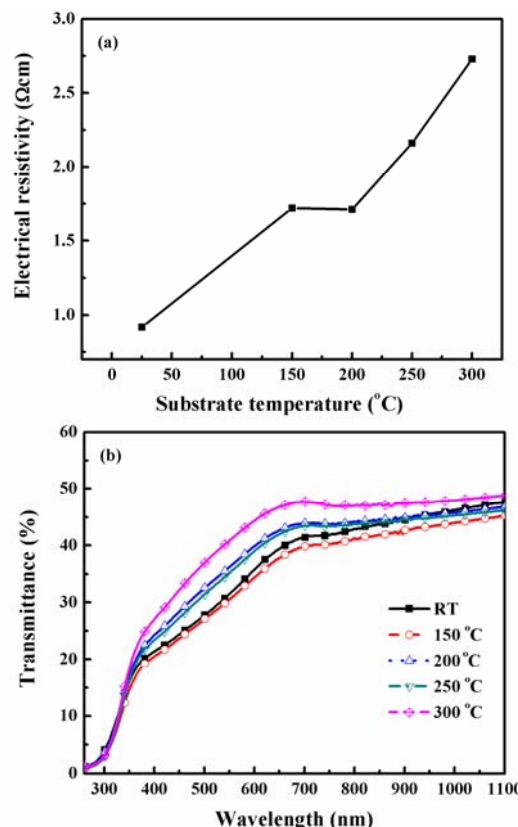 (a)
3.0
2.5
2.0
1.5
1.0
Electrical resistivity (Ωcm)
0 50 100 150 200 250 300
Substrate temperature (°C)
(b)
60
50
40
30
20
10
0
Transmittance (%)
RT
150 °C
200 °C
250 °C
300 °C
300 400 500 600 700 800 900 1000 1100
Wavelength (nm)